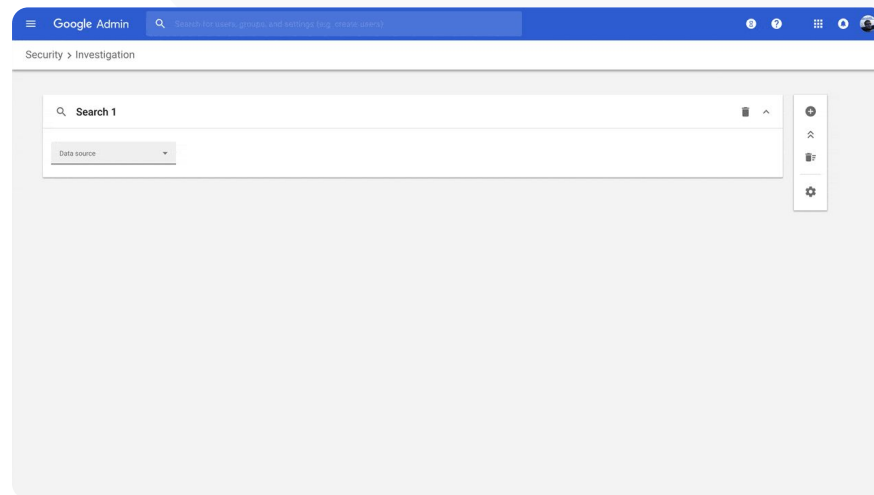 Google Admin
Search for users, groups, and settings (e.g. create users)
Security > Investigation
Search 1
Data source